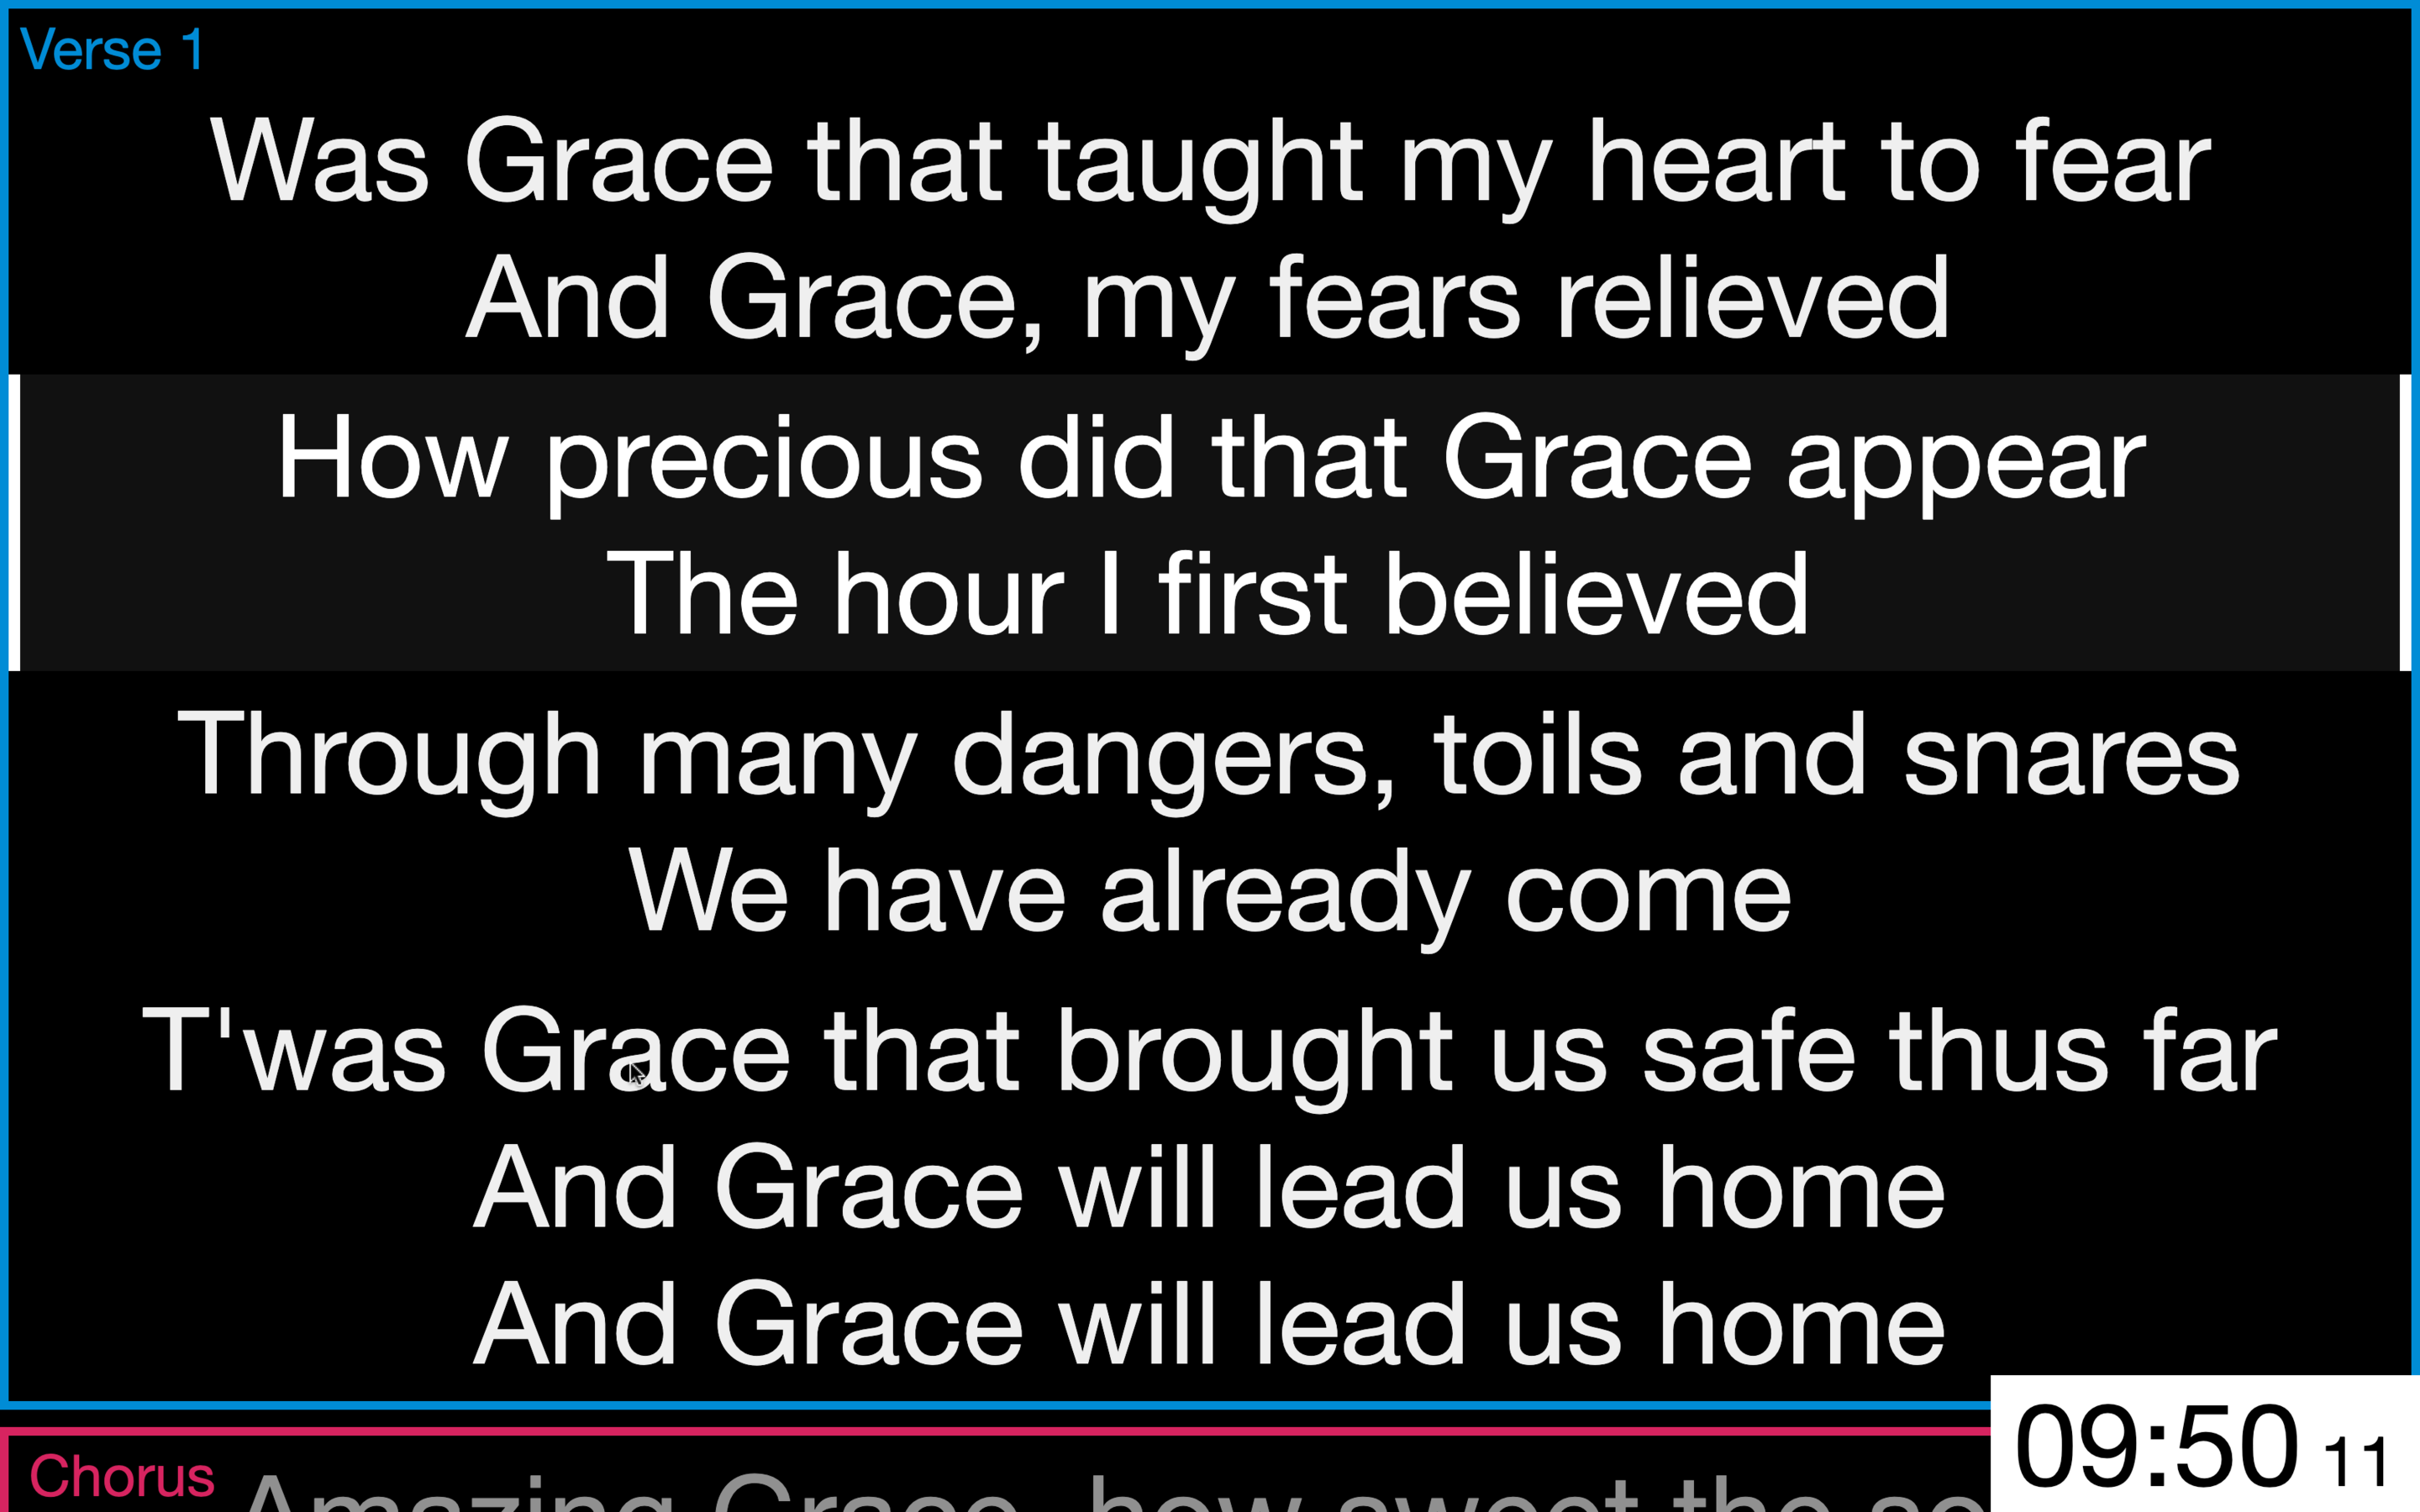 Verse 1
Was Grace that taught my heart to fear
And Grace, my fears relieved
How precious did that Grace appear
The hour I first believed
Through many dangers, toils and snares
We have already come
T'was Grace that brought us safe thus far
And Grace will lead us home
And Grace will lead us home
09:50 11
Chorus
Amazing Grace, how sweet the